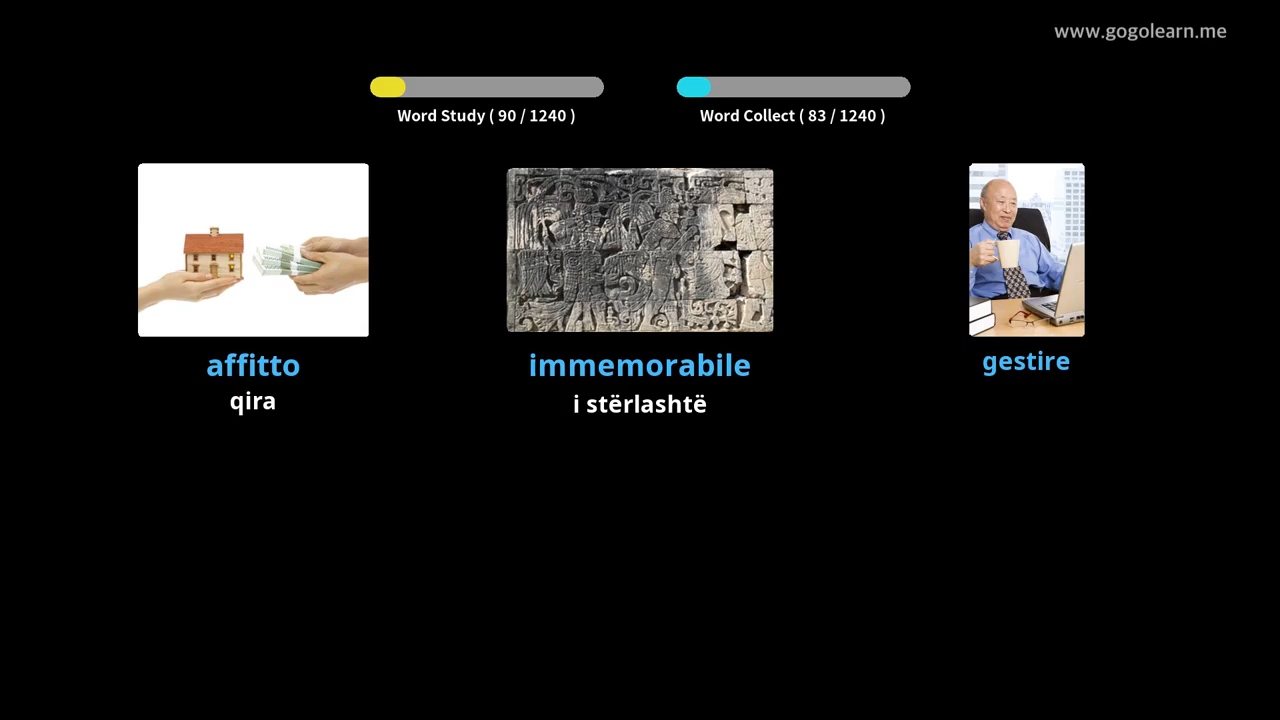 www.gogolearn.me
Word Study ( 90 / 1240 )
Word Collect ( 83 / 1240 )
affitto
qira
immemorabile
i stërlashtë
gestire